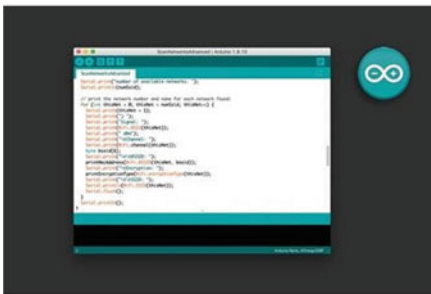 ScanNetworksAdvanced | Arduino 1.8.10
ScanNetworksAdvanced
Serial.print("number of available networks: ");
Serial.println(numSsid);
// print the network number and name for each network found:
for (int thisNet = 0; thisNet < numSsid; thisNet++) {
Serial.print(thisNet + 1);
Serial.print(") ");
Serial.print("Signal: ");
Serial.print(WiFi.RSSI(thisNet));
Serial.print(" dBm");
Serial.print("\tChannel: ");
Serial.print(WiFi.channel(thisNet));
byte bssid[6];
Serial.print("\t\tBSSID: ");
printMacAddress(WiFi.BSSID(thisNet, bssid));
Serial.print("\tEncryption: ");
printEncryptionType(WiFi.encryptionType(thisNet));
Serial.print("\t\tSSID: ");
Serial.println(WiFi.SSID(thisNet));
Serial.flush();
}
Serial.println();
}